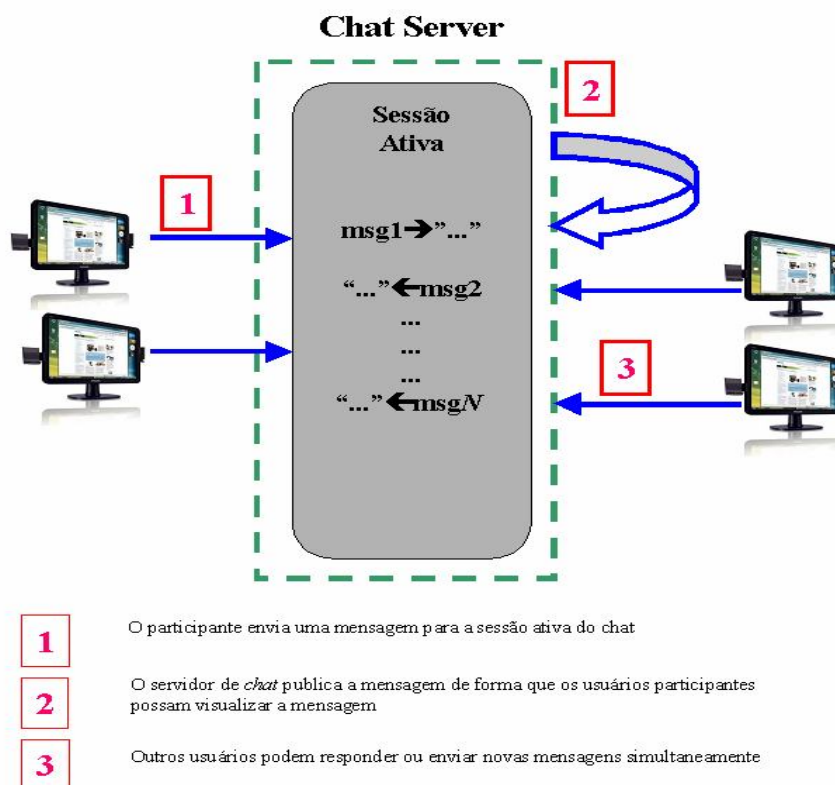 Chat Server
2
Sessão
Ativa
1
msg1➔”...”
“...”←msg2
...
...
...
3
“...”←msgN
1
O participante envia uma mensagem para a sessão ativa do chat
2
O servidor de chat publica a mensagem de forma que os usuários participantes
possam visualizar a mensagem
3
Outros usuários podem responder ou enviar novas mensagens simultaneamente